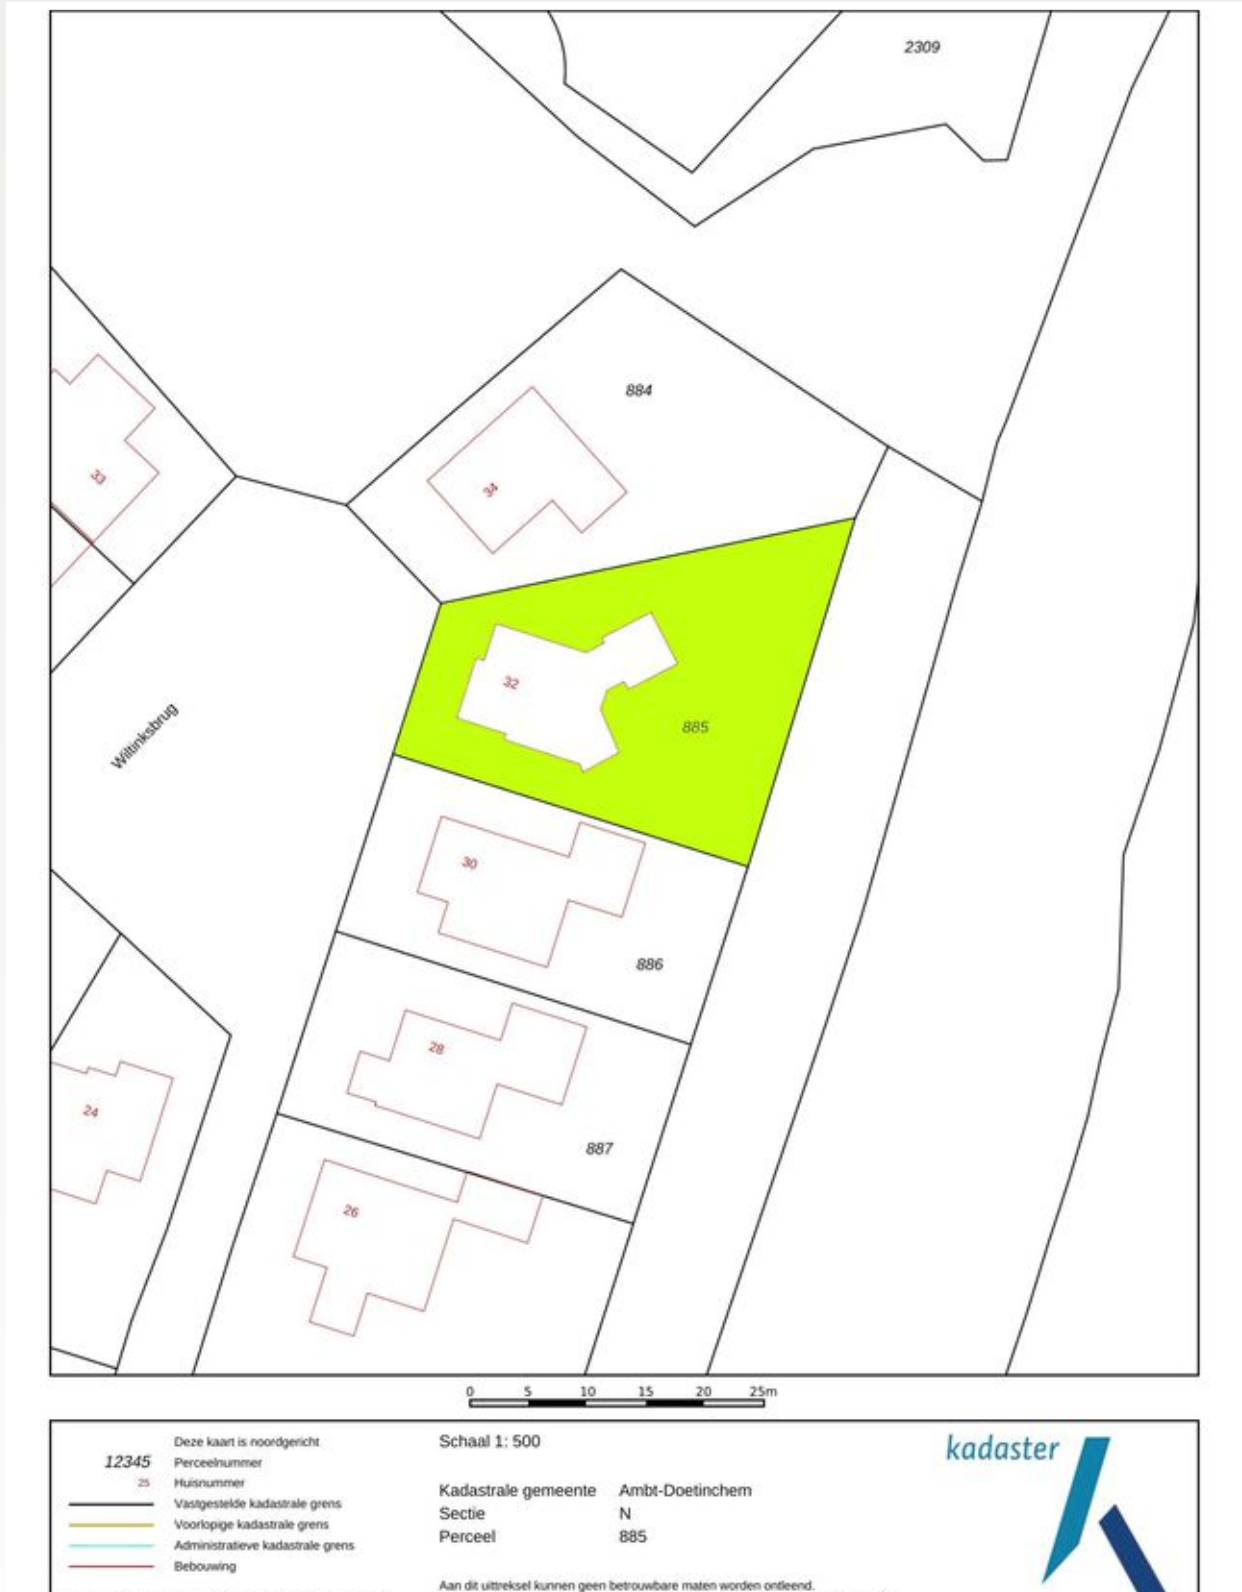 2309
884
33
34
32
885
Wiltinksbrug
30
886
28
24
887
26
0 5 10 15 20 25m
Deze kaart is noordgericht
12345 Perceelnummer
25 Huisnummer
Vastgestelde kadastrale grens
Voorlopige kadastrale grens
Administratieve kadastrale grens
Bebouwing
Schaal 1: 500
Kadastrale gemeente Ambt-Doetinchem
Sectie N
Perceel 885
Aan dit uittreksel kunnen geen betrouwbare maten worden ontleend.
kadaster